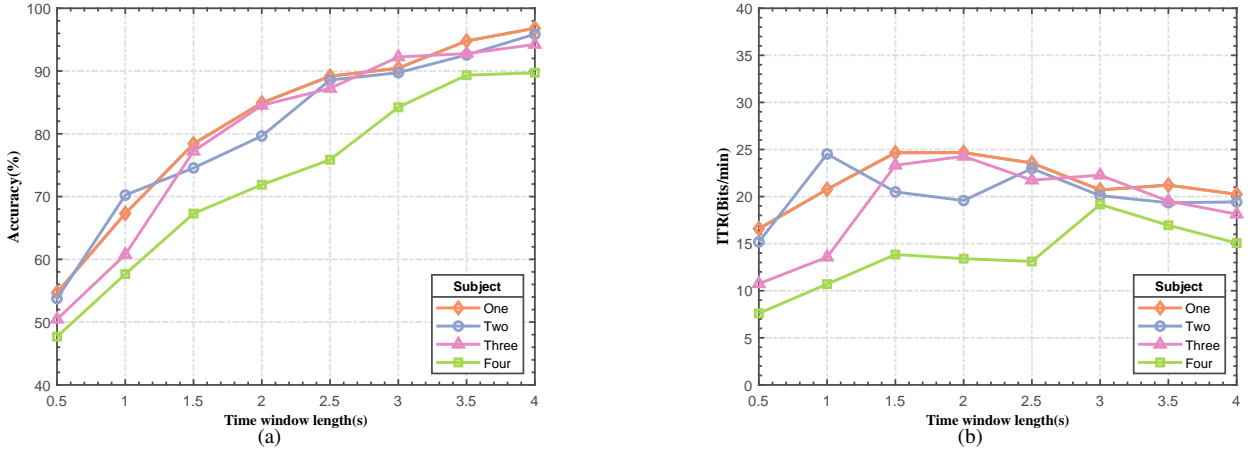 100
90
80
70
60
50
40
Accuracy(%)
0.5 1 1.5 2 2.5 3 3.5 4
Time window length(s)
Subject
One
Two
Three
Four
(a)
40
35
30
25
20
15
10
5
0
ITR(Bits/min)
0.5 1 1.5 2 2.5 3 3.5 4
Time window length(s)
Subject
One
Two
Three
Four
(b)